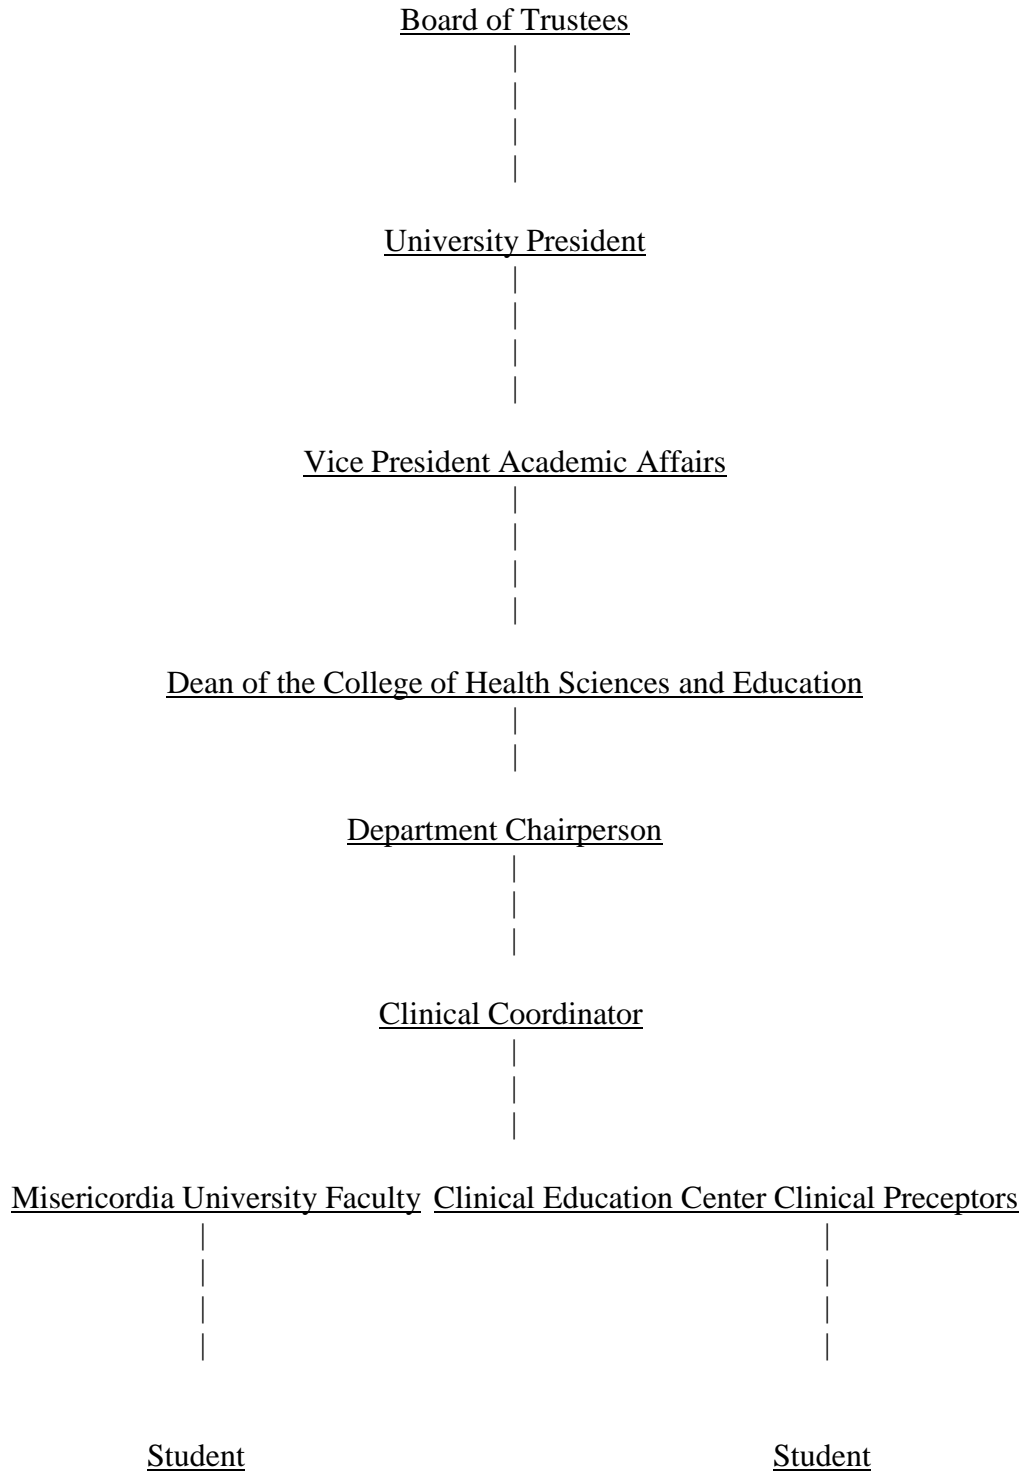 Board of Trustees
University President
Vice President Academic Affairs
Dean of the College of Health Sciences and Education
Department Chairperson
Clinical Coordinator
Misericordia University Faculty Clinical Education Center Clinical Preceptors
Student Student